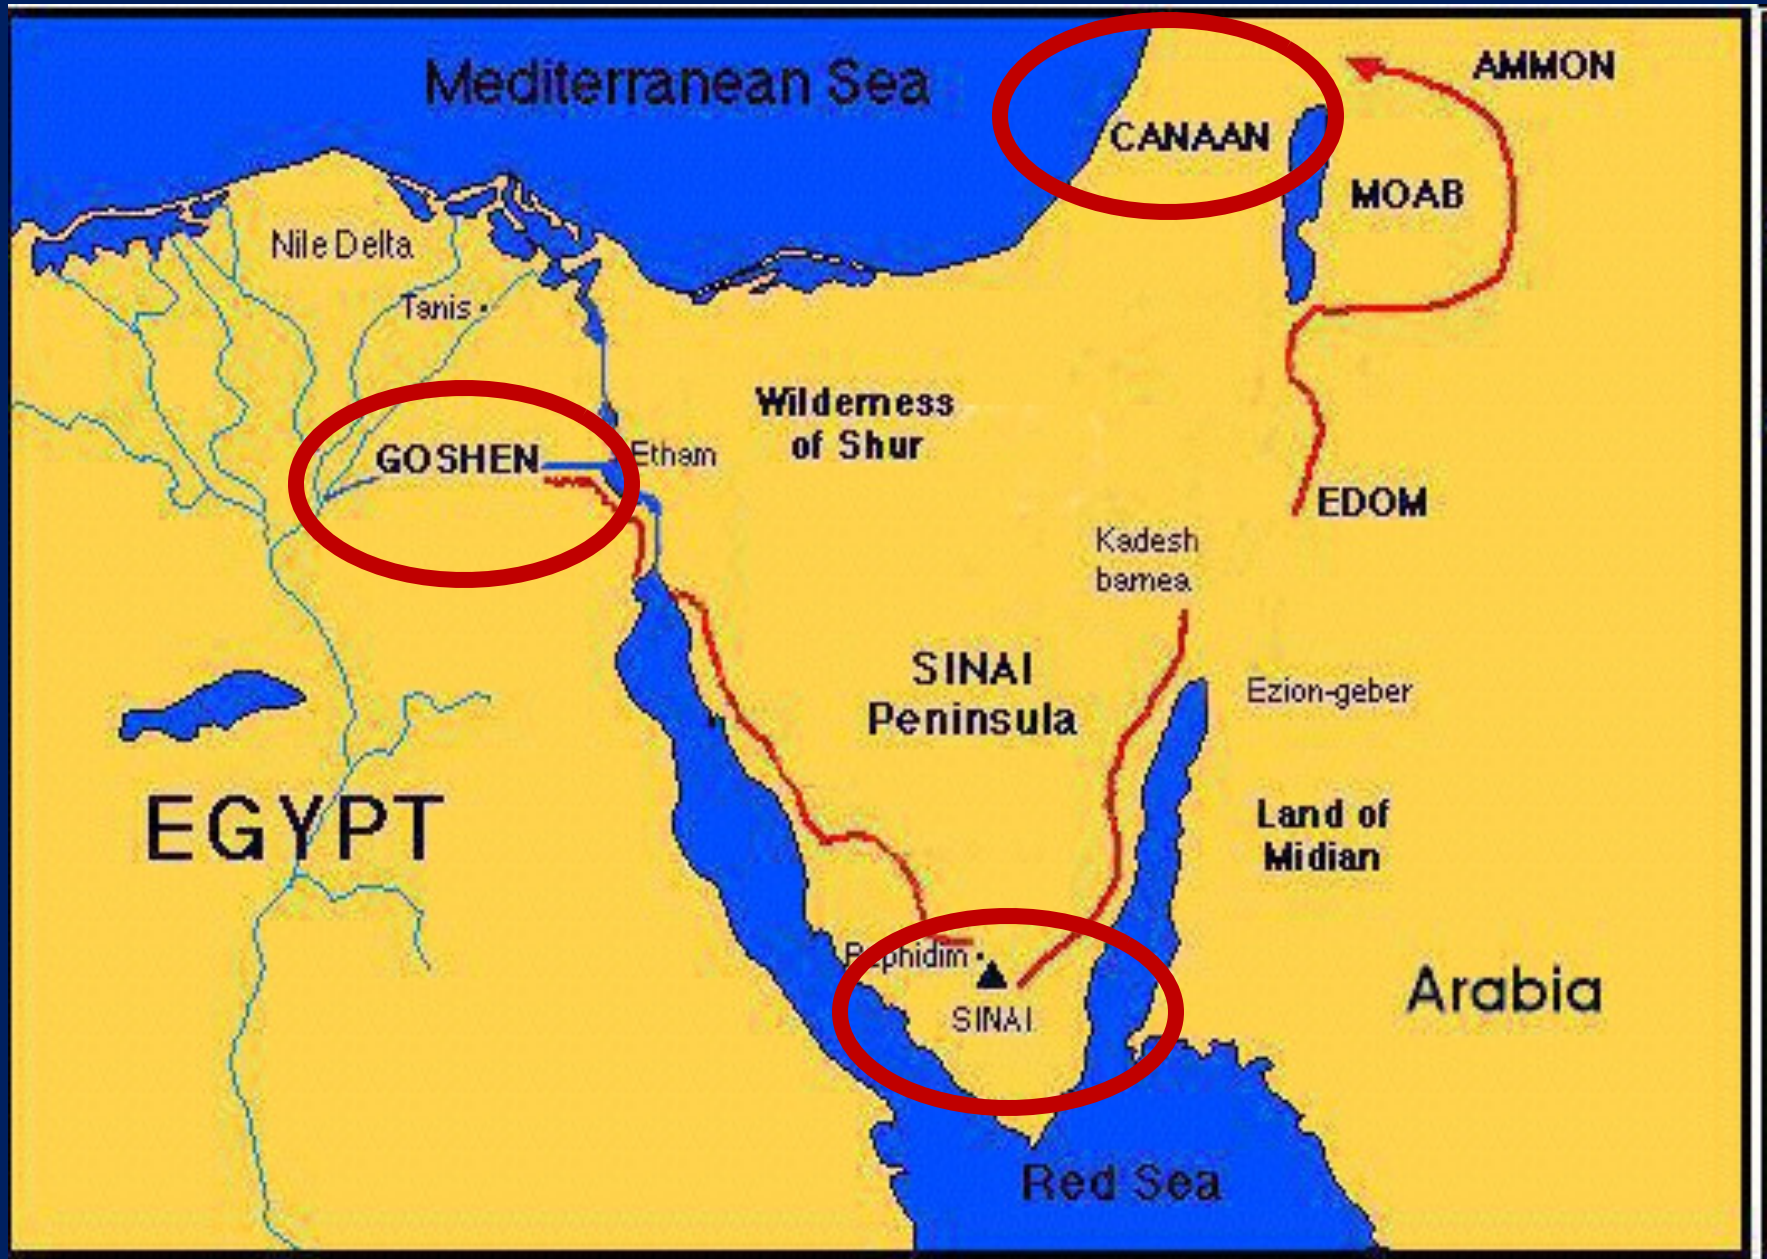 Mediterranean Sea
AMMON
CANAAN
MOAB
Nile Delta
Tanis
Wilderness
of Shur
GOSHEN
Etham
EDOM
Kadesh
barnea
SINAI
Peninsula
Ezion-geber
EGYPT
Land of
Midian
Rephidim
SINAI
Arabia
Red Sea